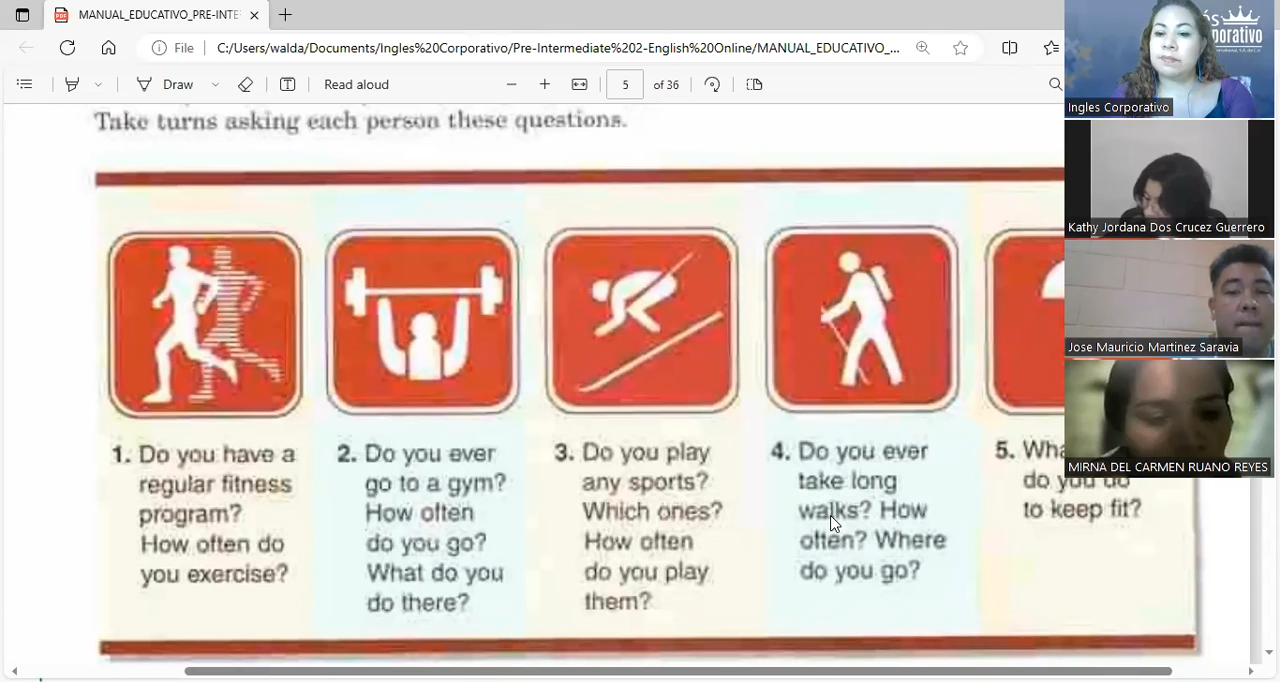 MANUAL_EDUCATIVO_PRE-INTE
File
C:/Users/walda/Documents/Ingles%20Corporativo/Pre-Intermediate%202-English%20Online/MANUAL_EDUCATIVO_...
Draw
Read aloud
5
of 36
Take turns asking each person these questions.
1. Do you have a
regular fitness
program?
How often do
you exercise?
2. Do you ever
go to a gym?
How often
do you go?
What do you
do there?
3. Do you play
any sports?
Which ones?
How often
do you play
them?
4. Do you ever
take long
walks? How
often? Where
do you go?
5. Wha
do you do
to keep fit?
Ingles Corporativo
Kathy Jordana Dos Crucez Guerrero
Jose Mauricio Martinez Saravia
MIRNA DEL CARMEN RUANO REYES